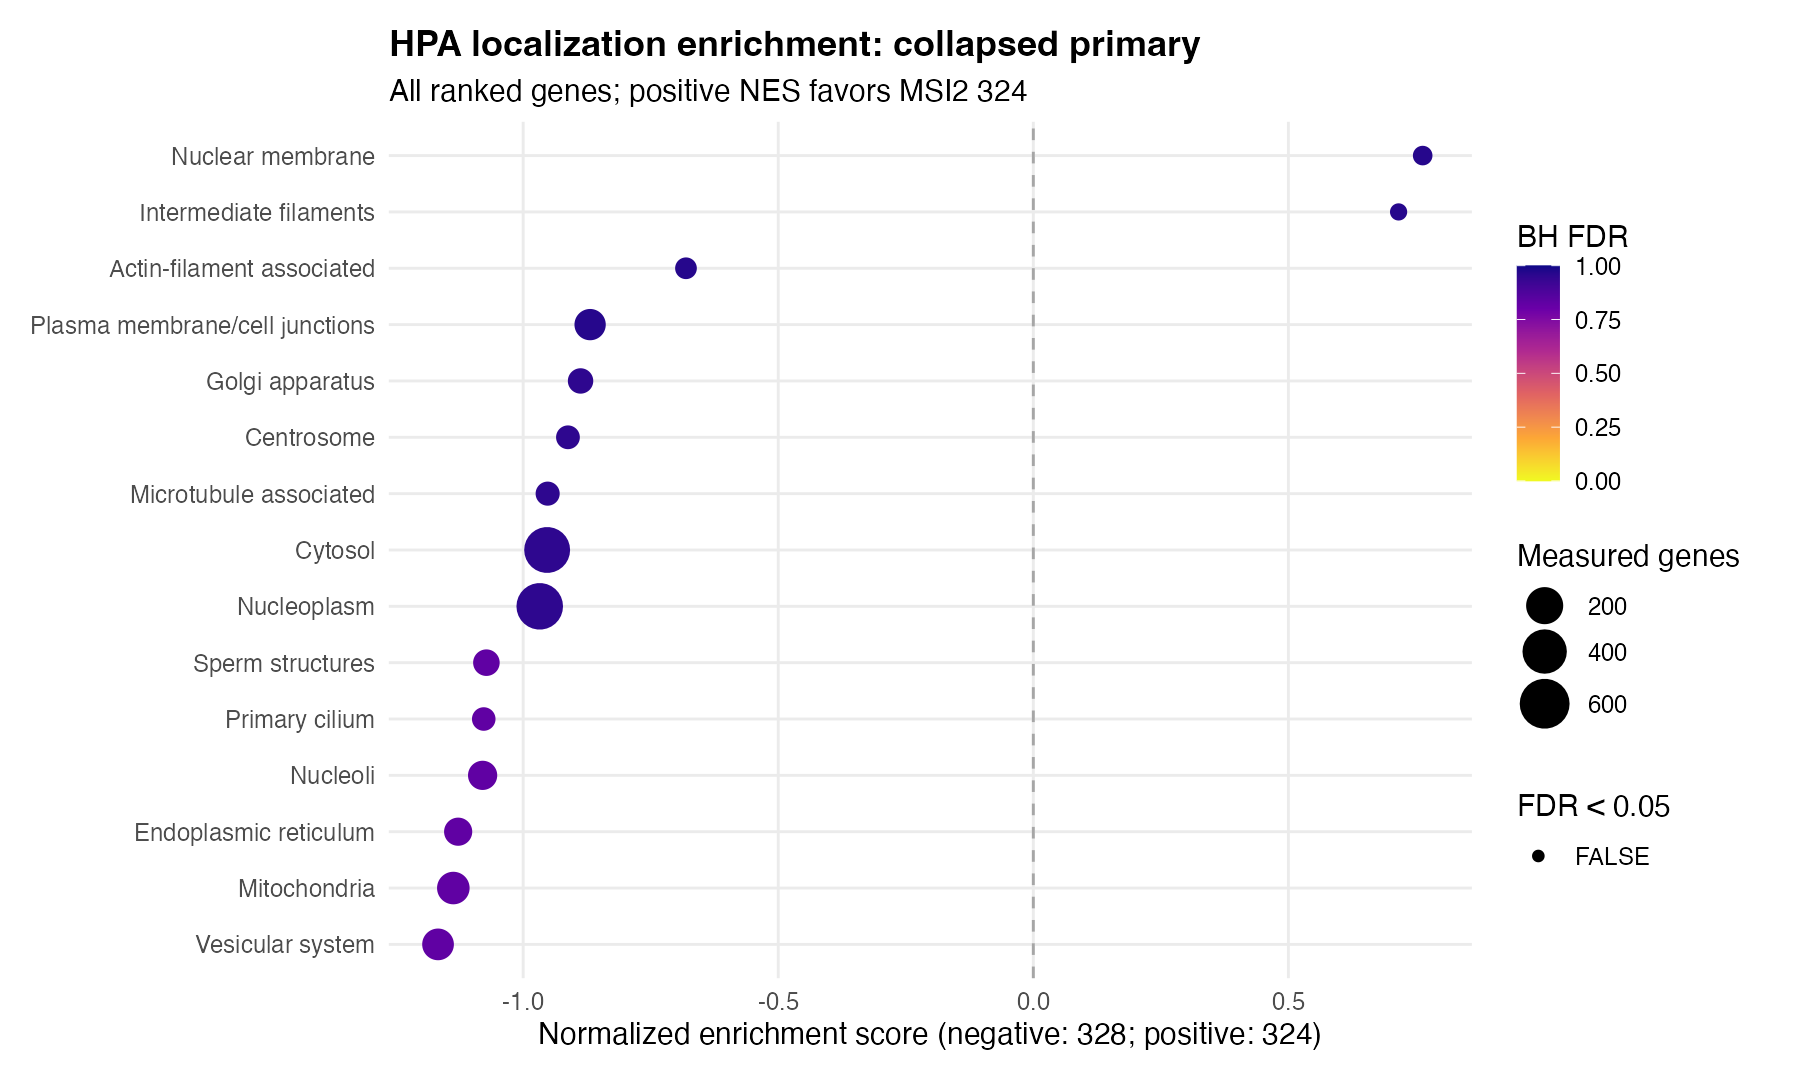 HPA localization enrichment: collapsed primary
All ranked genes; positive NES favors MSI2 324
Nuclear membrane
Intermediate filaments
Actin-filament associated
Plasma membrane/cell junctions
Golgi apparatus
Centrosome
Microtubule associated
Cytosol
Nucleoplasm
Sperm structures
Primary cilium
Nucleoli
Endoplasmic reticulum
Mitochondria
Vesicular system
-1.0
-0.5
0.0
0.5
Normalized enrichment score (negative: 328; positive: 324)
BH FDR
1.00
0.75
0.50
0.25
0.00
Measured genes
200
400
600
FDR < 0.05
FALSE